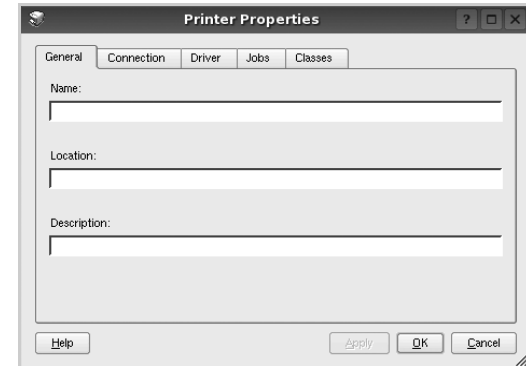 Printer Properties
General Connection Driver Jobs Classes
Name:
Location:
Description:
Help Apply OK Cancel